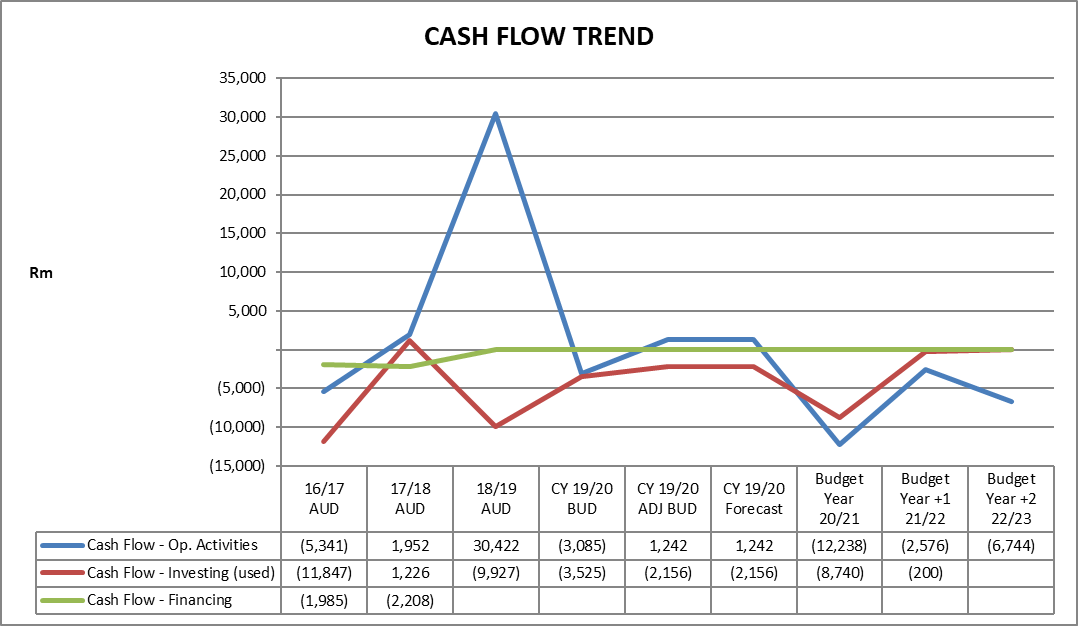 CASH FLOW TREND
35,000
30,000
25,000
20,000
15,000
10,000
Rm
5,000
(5,000)
(10,000)
(15,000)
16/17 17/18 18/19 CY 19/20 CY 19/20 CY 19/20 Budget Budget Budget
AUD AUD AUD BUD ADJ BUD Forecast Year Year +1 Year +2
20/21 21/22 22/23
Cash Flow - Op. Activities (5,341) 1,952 30,422 (3,085) 1,242 1,242 (12,238) (2,576) (6,744)
Cash Flow - Investing (used) (11,847) 1,226 (9,927) (3,525) (2,156) (2,156) (8,740) (200)
Cash Flow - Financing (1,985) (2,208)